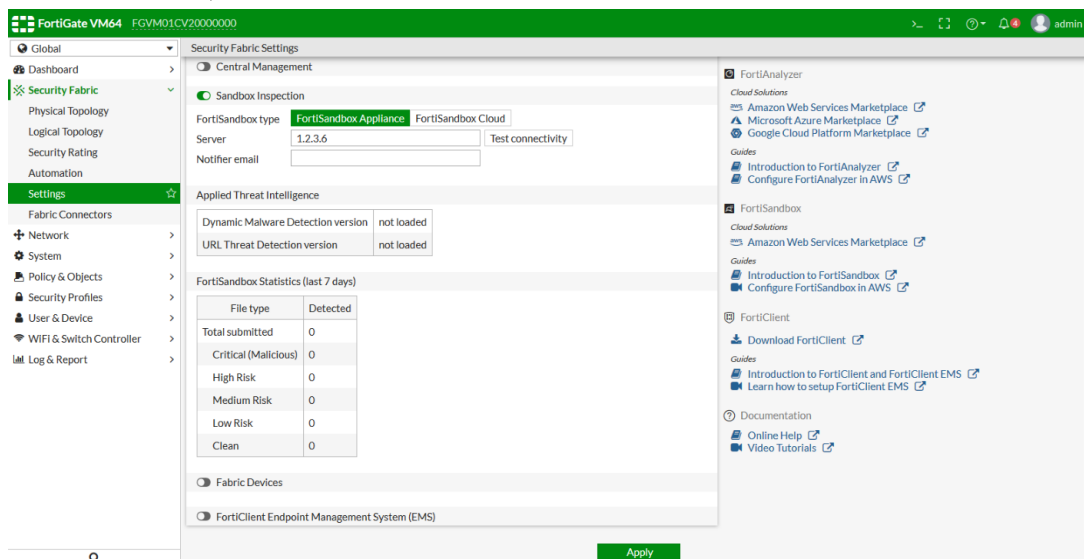 FortiGate VM64 FGVM01CV20000000
>_ admin
4
Global
Dashboard
Security Fabric
Physical Topology
Logical Topology
Security Rating
Automation
Settings
Fabric Connectors
Network
System
Policy & Objects
Security Profiles
User & Device
WiFi & Switch Controller
Log & Report
Security Fabric Settings
Central Management
Sandbox Inspection
FortiSandbox type FortiSandbox Appliance FortiSandbox Cloud
Server 1.2.3.6 Test connectivity
Notifier email
Applied Threat Intelligence
Dynamic Malware Detection version not loaded
URL Threat Detection version not loaded
FortiSandbox Statistics (last 7 days)
File type Detected
Total submitted 0
Critical (Malicious) 0
High Risk 0
Medium Risk 0
Low Risk 0
Clean 0
Fabric Devices
FortiClient Endpoint Management System (EMS)
Apply
FortiAnalyzer
Cloud Solutions
aws Amazon Web Services Marketplace
Microsoft Azure Marketplace
Google Cloud Platform Marketplace
Guides
Introduction to FortiAnalyzer
Configure FortiAnalyzer in AWS
FortiSandbox
Cloud Solutions
aws Amazon Web Services Marketplace
Guides
Introduction to FortiSandbox
Configure FortiSandbox in AWS
FortiClient
Download FortiClient
Guides
Introduction to FortiClient and FortiClient EMS
Learn how to setup FortiClient EMS
Documentation
Online Help
Video Tutorials